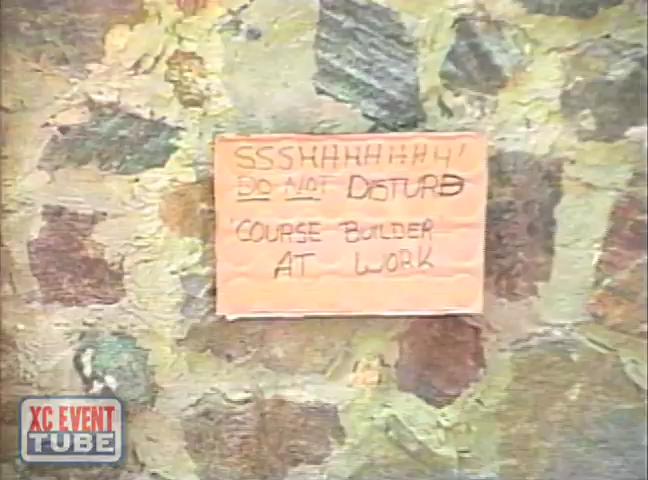 SSSHHHHHHH!
DO NOT DISTURB
'COURSE BUILDER'
AT WORK
XC EVENT
TUBE